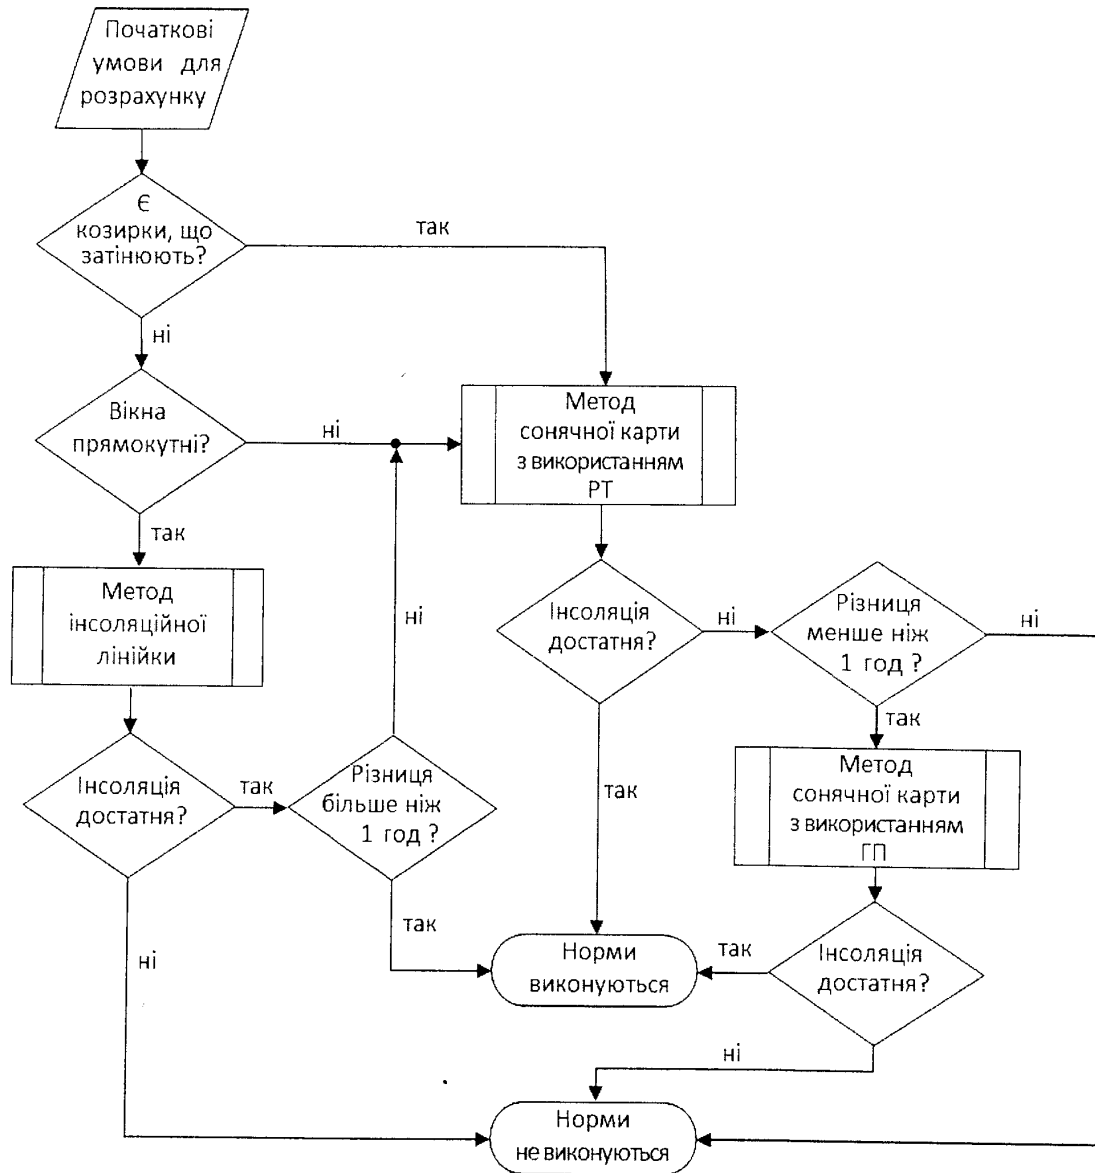 Початкові
умови для
розрахунку
Є
козирки, що
затінюють?
так
ні
Вікна
прямокутні?
ні
Метод
сонячної карти
з використанням
РТ
так
Метод
інсоляційної
лінійки
ні
Інсоляція
достатня?
ні
Різниця
менше ніж
1 год ?
ні
так
Інсоляція
достатня?
так
Різниця
більше ніж
1 год ?
так
Метод
сонячної карти
з використанням
ГП
ні
так
Норми
виконуються
так
Інсоляція
достатня?
ні
Норми
не виконуються